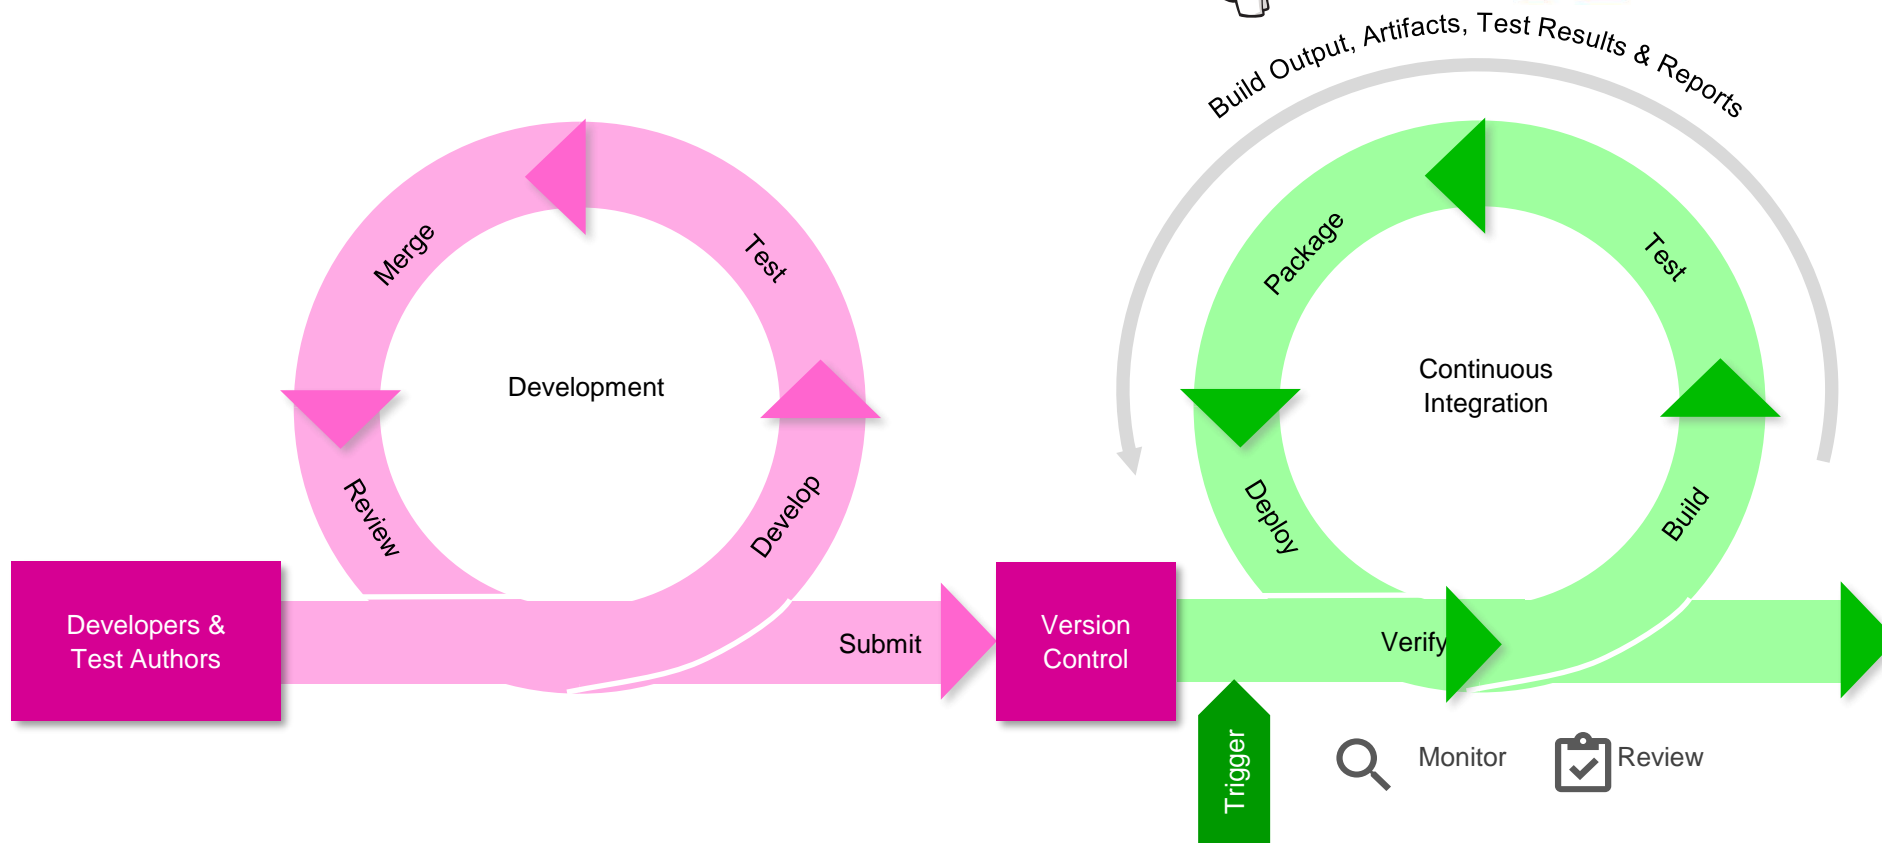 Build Output, Artifacts, Test Results & Reports
Merge
Test
Development
Review
Develop
Developers &
Test Authors
Submit
Version
Control
Package
Test
Continuous
Integration
Deploy
Build
Verify
Trigger
Monitor
Review